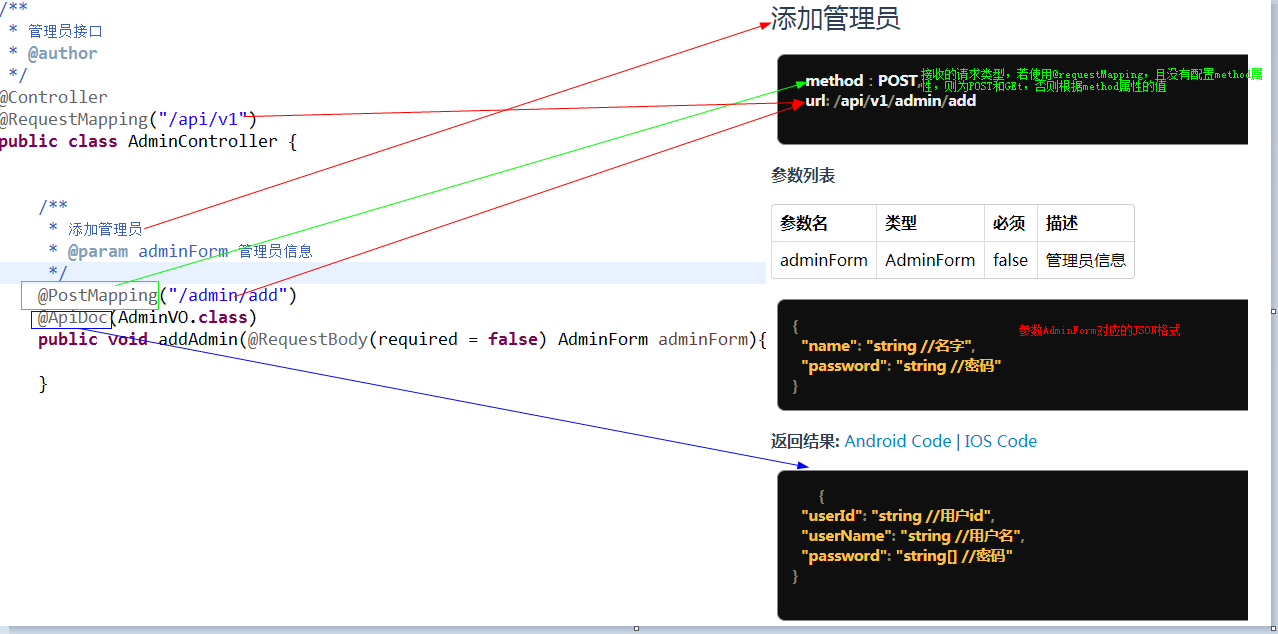 /**
* 管理员接口
* @author
*/
@Controller
@RequestMapping("/api/v1")
public class AdminController {
/**
* 添加管理员
* @param adminForm 管理员信息
*/
@PostMapping("/admin/add")
@ApiDoc(AdminVO.class)
public void addAdmin(@RequestBody(required = false) AdminForm adminForm){
}
添加管理员
method：POST,接收的请求类型，若使用@requestMapping，且没有配置method属
性，则为POST和GEt，否则根据method属性的值
url: /api/v1/admin/add
参数列表
参数名 类型 必须 描述
adminForm AdminForm false 管理员信息
参数AdminForm对应的JSON格式
{
"name": "string //名字",
"password": "string //密码"
}
返回结果: Android Code | IOS Code
{
"userId": "string //用户id",
"userName": "string //用户名",
"password": "string[] //密码"
}